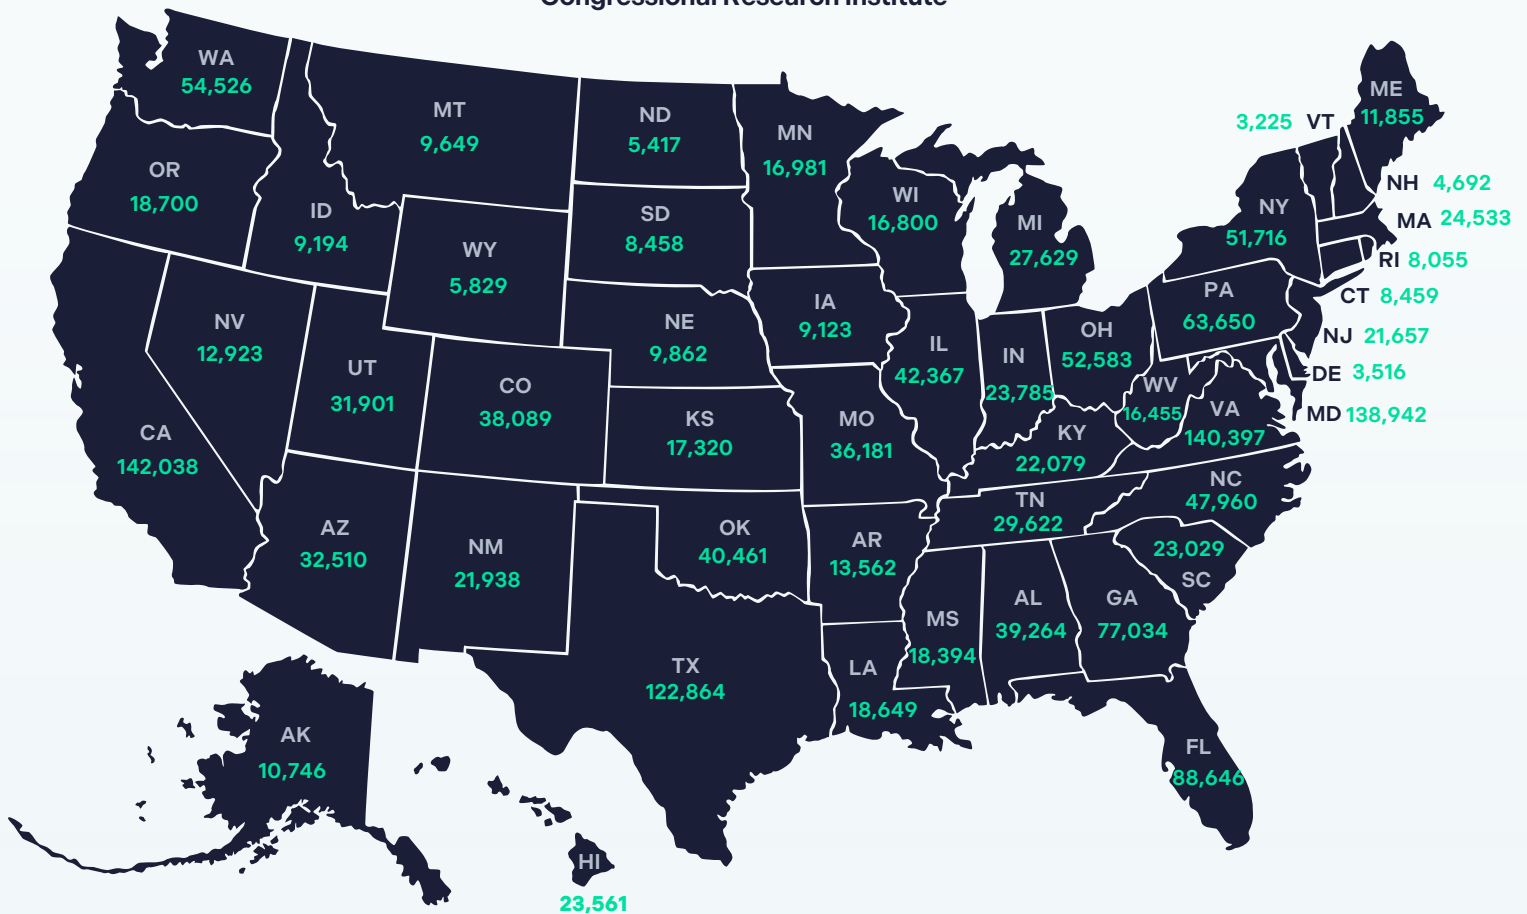 Congressional Research Institute
WA
54,526
MT
9,649
ND
5,417
MN
16,981
ME
11,855
3,225 VT
OR
18,700
ID
9,194
WY
5,829
SD
8,458
WI
16,800
MI
27,629
NY
51,716
NH 4,692
MA 24,533
RI 8,055
CT 8,459
NJ 21,657
DE 3,516
MD 138,942
NV
12,923
UT
31,901
CO
38,089
NE
9,862
IA
9,123
IL
42,367
IN
23,785
OH
52,583
PA
63,650
WV
16,455
VA
140,397
CA
142,038
KS
17,320
MO
36,181
KY
22,079
NC
47,960
TN
29,622
AZ
32,510
NM
21,938
OK
40,461
AR
13,562
23,029
SC
MS
18,394
AL
39,264
GA
77,034
TX
122,864
LA
18,649
FL
88,646
AK
10,746
HI
23,561